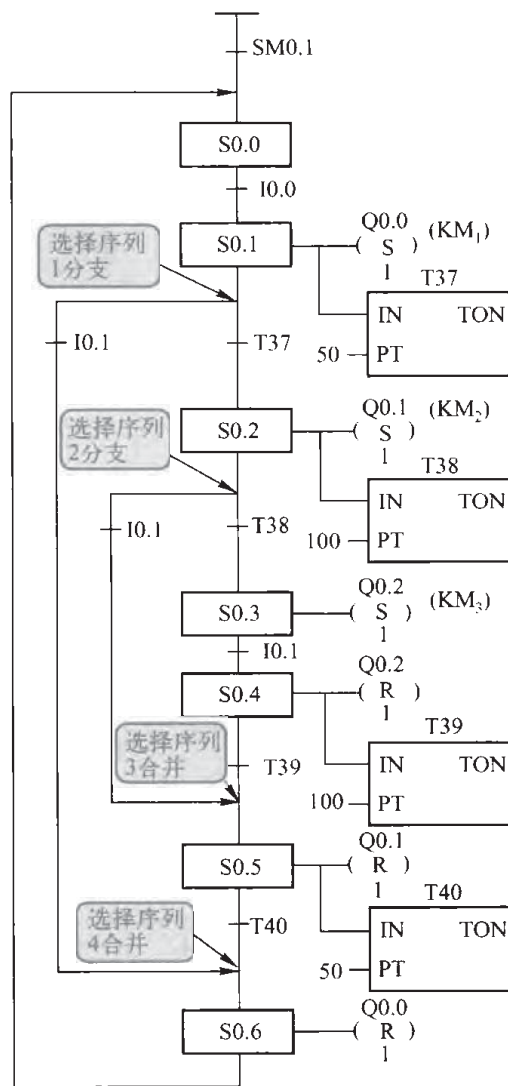 SM0.1
S0.0
I0.0
选择序列
1分支
S0.1
Q0.0
( S )
1
(KM₁)
T37
IN TON
50 PT
I0.1
T37
选择序列
2分支
S0.2
Q0.1
( S )
1
(KM₂)
T38
IN TON
100 PT
I0.1
T38
S0.3
Q0.2
( S )
1
(KM₃)
I0.1
S0.4
Q0.2
( R )
1
选择序列
3合并
T39
T39
IN TON
100 PT
S0.5
Q0.1
( R )
1
选择序列
4合并
T40
T40
IN TON
50 PT
S0.6
Q0.0
( R )
1